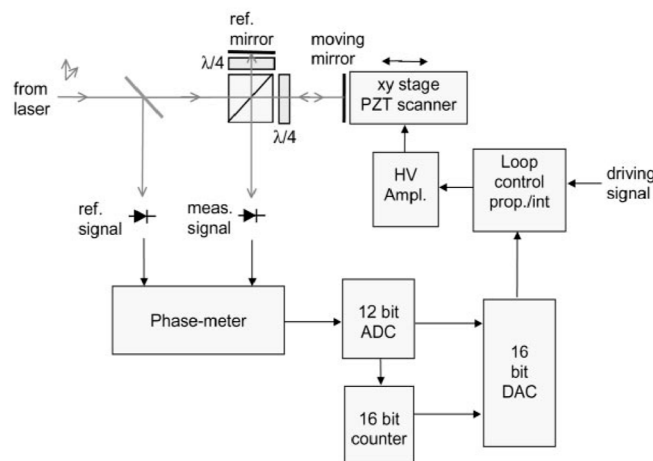 ref.
mirror
moving
mirror
λ/4
from
laser
λ/4
xy stage
PZT scanner
HV
Ampl.
Loop
control
prop./int
driving
signal
ref.
signal
meas.
signal
Phase-meter
12 bit
ADC
16
bit
DAC
16 bit
counter